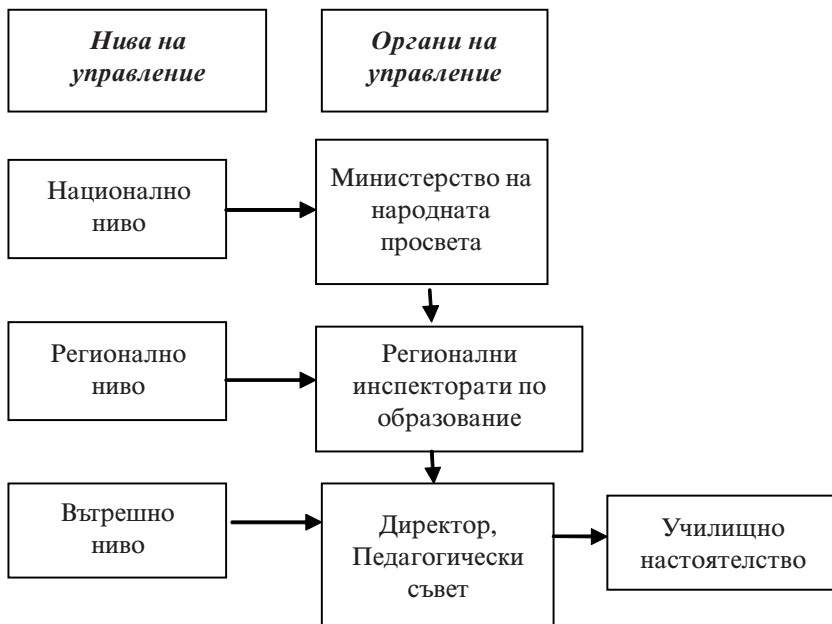 Нива на
управление
Органи на
управление
Национално
ниво
Министерство на
народната
просвета
Регионално
ниво
Регионални
инспекторати по
образование
Вътрешно
ниво
Директор,
Педагогически
съвет
Училищно
настоятелство